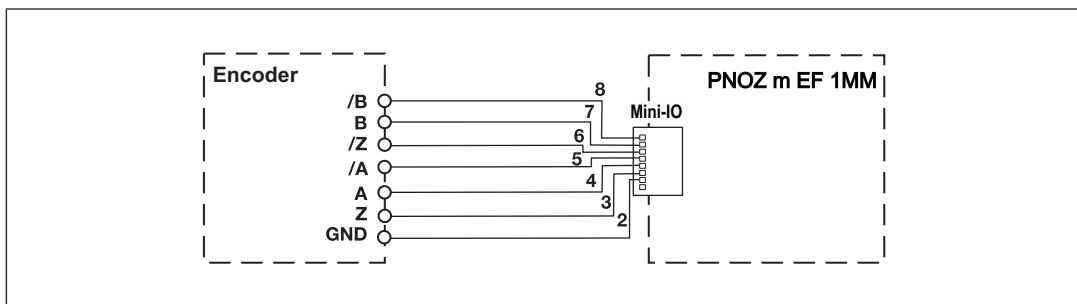 Encoder
PNOZ m EF 1MM
Mini-IO
/B
8
B
7
/Z
6
/A
5
A
4
Z
3
GND
2